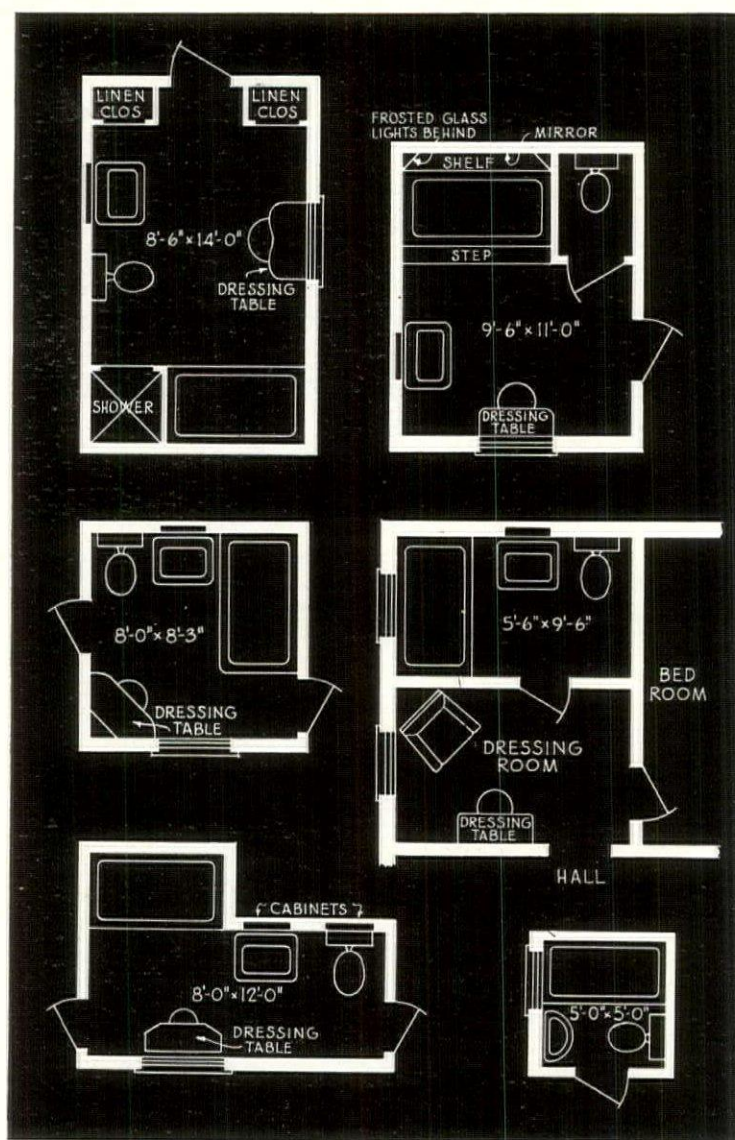 LINEN
CLOS
LINEN
CLOS
8'-6" × 14'-0"
DRESSING
TABLE
SHOWER
FROSTED GLASS
LIGHTS BEHIND
MIRROR
SHELF
STEP
9'-6" × 11'-0"
DRESSING
TABLE
8'-0" × 8'-3"
DRESSING
TABLE
5'-6" × 9'-6"
BED
ROOM
DRESSING
ROOM
DRESSING
TABLE
HALL
CABINETS
8'-0" × 12'-0"
DRESSING
TABLE
5'-0" × 5'-0"